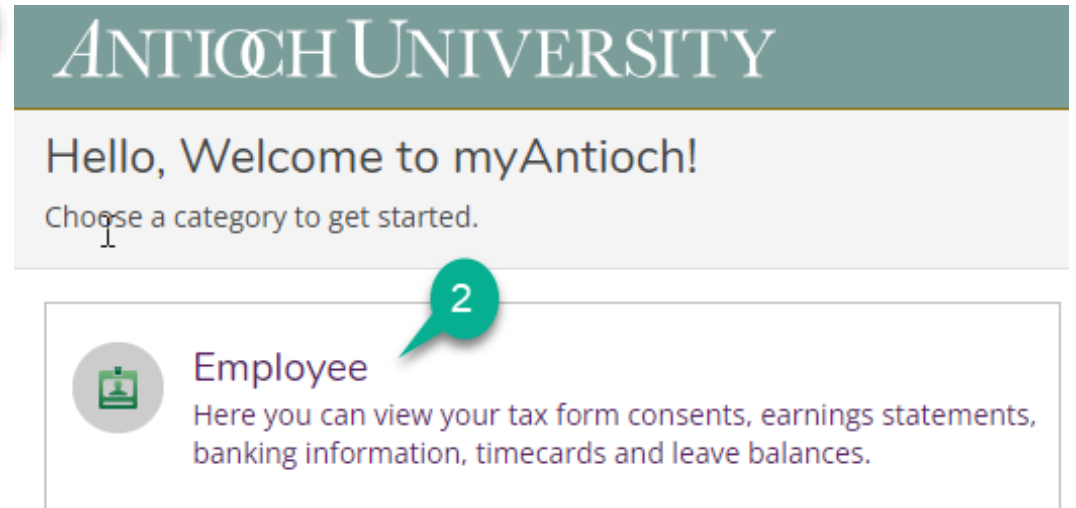 ANTIOCH UNIVERSITY
Hello, Welcome to myAntioch!
Choose a category to get started.
2
Employee
Here you can view your tax form consents, earnings statements,
banking information, timecards and leave balances.